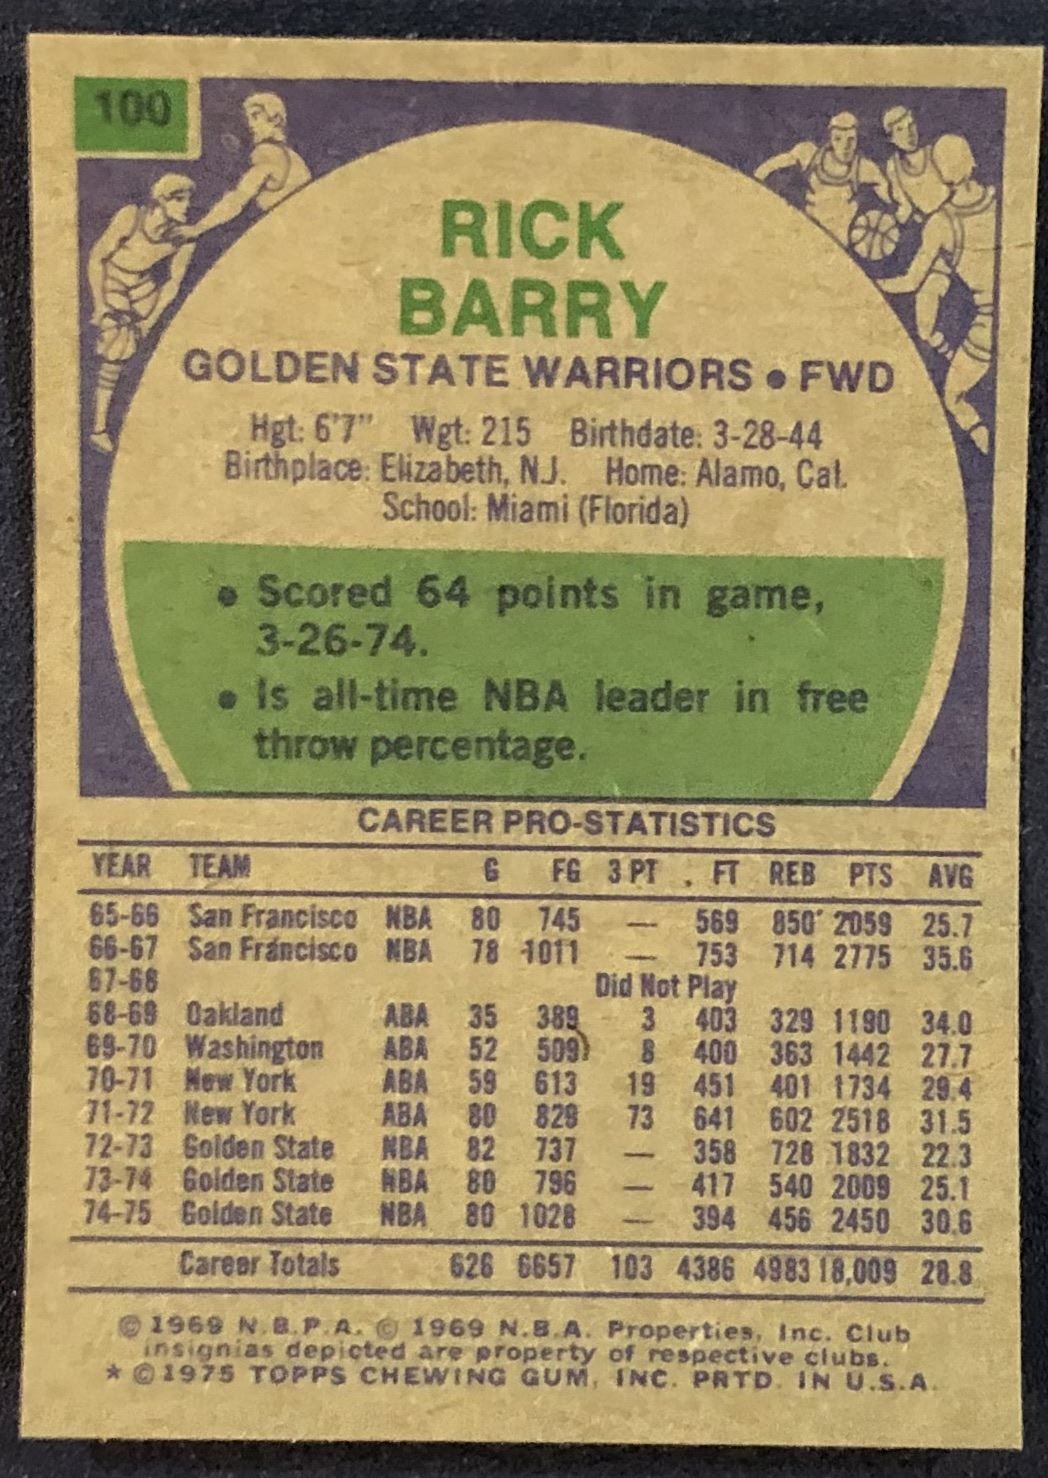 100
RICK
BARRY
GOLDEN STATE WARRIORS • FWD
Hgt: 6'7" Wgt: 215 Birthdate: 3-28-44
Birthplace: Elizabeth, N.J. Home: Alamo, Cal.
School: Miami (Florida)
• Scored 64 points in game,
3-26-74.
• Is all-time NBA leader in free
throw percentage.
CAREER PRO-STATISTICS
YEAR TEAM G FG 3 PT . FT REB PTS AVG
65-66 San Francisco NBA 80 745 — 569 850 2059 25.7
66-67 San Francisco NBA 78 1011 — 753 714 2775 35.6
67-68 Did Not Play
68-69 Oakland ABA 35 389 3 403 329 1190 34.0
69-70 Washington ABA 52 509 8 400 363 1442 27.7
70-71 New York ABA 59 613 19 451 401 1734 29.4
71-72 New York ABA 80 829 73 641 602 2518 31.5
72-73 Golden State NBA 82 737 — 358 728 1832 22.3
73-74 Golden State NBA 80 796 — 417 540 2009 25.1
74-75 Golden State NBA 80 1028 — 394 456 2450 30.6
Career Totals 626 6657 103 4386 4983 18,009 28.8
© 1969 N.B.P.A. © 1969 N.B.A. Properties, Inc. Club
insignias depicted are property of respective clubs.
* © 1975 TOPPS CHEWING GUM, INC. PRTD. IN U.S.A.